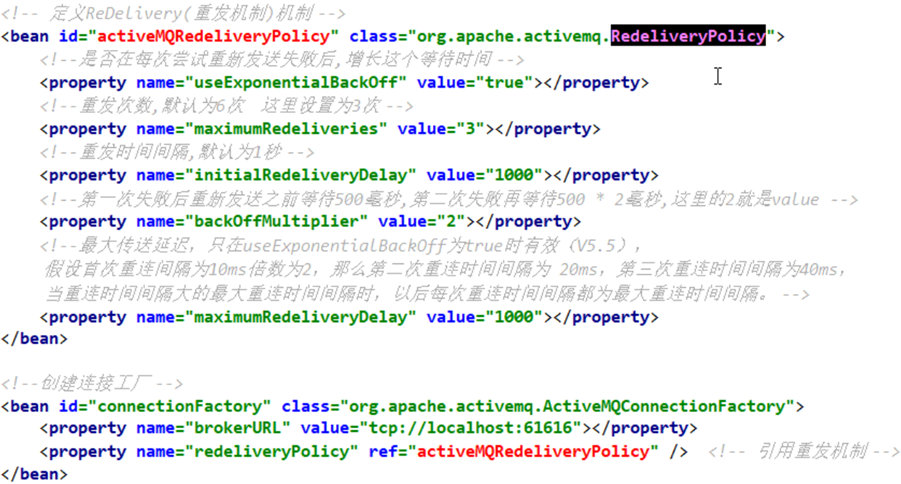 <!-- 定义ReDelivery(重发机制)机制 -->
<bean id="activeMQRedeliveryPolicy" class="org.apache.activemq.RedeliveryPolicy">
<!--是否在每次尝试重新发送失败后,增长这个等待时间 -->
<property name="useExponentialBackOff" value="true"></property>
<!--重发次数,默认为6次 这里设置为3次 -->
<property name="maximumRedeliveries" value="3"></property>
<!--重发时间间隔,默认为1秒 -->
<property name="initialRedeliveryDelay" value="1000"></property>
<!--第一次失败后重新发送之前等待500毫秒,第二次失败再等待500 * 2毫秒,这里的2就是value -->
<property name="backOffMultiplier" value="2"></property>
<!--最大传送延迟，只在useExponentialBackOff为true时有效（V5.5），
假设首次重连间隔为10ms倍数为2，那么第二次重连时间间隔为 20ms，第三次重连时间间隔为40ms，
当重连时间间隔大的最大重连时间间隔时，以后每次重连时间间隔都为最大重连时间间隔。-->
<property name="maximumRedeliveryDelay" value="1000"></property>
</bean>
<!--创建连接工厂 -->
<bean id="connectionFactory" class="org.apache.activemq.ActiveMQConnectionFactory">
<property name="brokerURL" value="tcp://localhost:61616"></property>
<property name="redeliveryPolicy" ref="activeMQRedeliveryPolicy" /> <!-- 引用重发机制 -->
</bean>